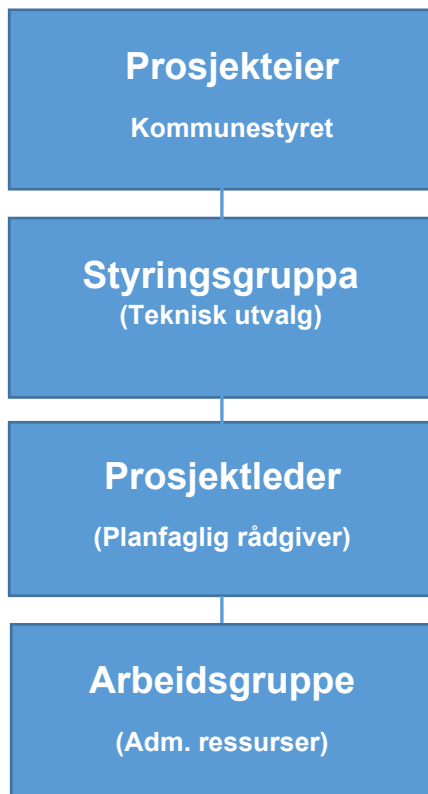 Prosjekteier
Kommunestyret
Styringsgruppa
(Teknisk utvalg)
Prosjektleder
(Planfaglig rådgiver)
Arbeidsgruppe
(Adm. ressurser)